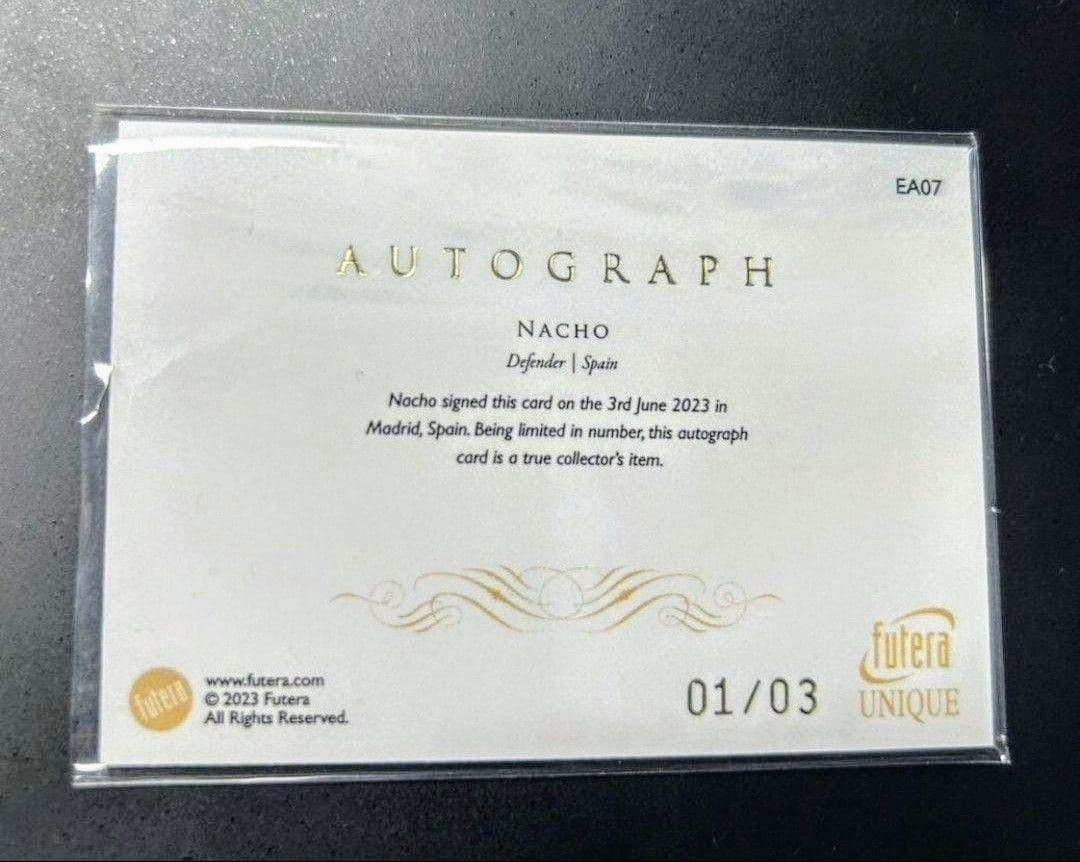 EA07
AUTOGRAPH
NACHO
Defender | Spain
Nacho signed this card on the 3rd June 2023 in
Madrid, Spain. Being limited in number, this autograph
card is a true collector's item.
futera
www.futera.com
© 2023 Futera
All Rights Reserved.
01/03
futera
UNIQUE